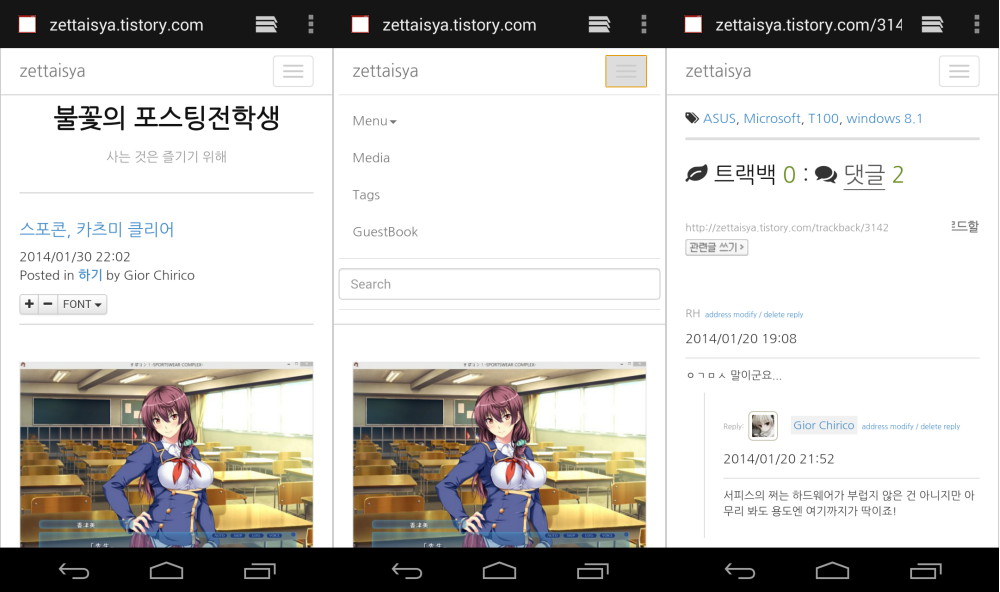 zettaisya.tistory.com
zettaisya
불꽃의 포스팅전학생
사는 것은 즐기기 위해
스포콘, 카츠미 클리어
2014/01/30 22:02
Posted in 하기 by Gior Chirico
FONT
zettaisya.tistory.com
zettaisya
Menu
Media
Tags
GuestBook
Search
zettaisya.tistory.com/314
zettaisya
ASUS, Microsoft, T100, windows 8.1
트랙백 0 : 댓글 2
http://zettaisya.tistory.com/trackback/3142
로드할
관련글 쓰기
RH address modify / delete reply
2014/01/20 19:08
ㅇㄱㅁㅅ 말이군요...
Reply: Gior Chirico address modify / delete reply
2014/01/20 21:52
서피스의 쩌는 하드웨어가 부럽지 않은 건 아니지만 아
무리 봐도 용도엔 여기까지가 딱이죠!